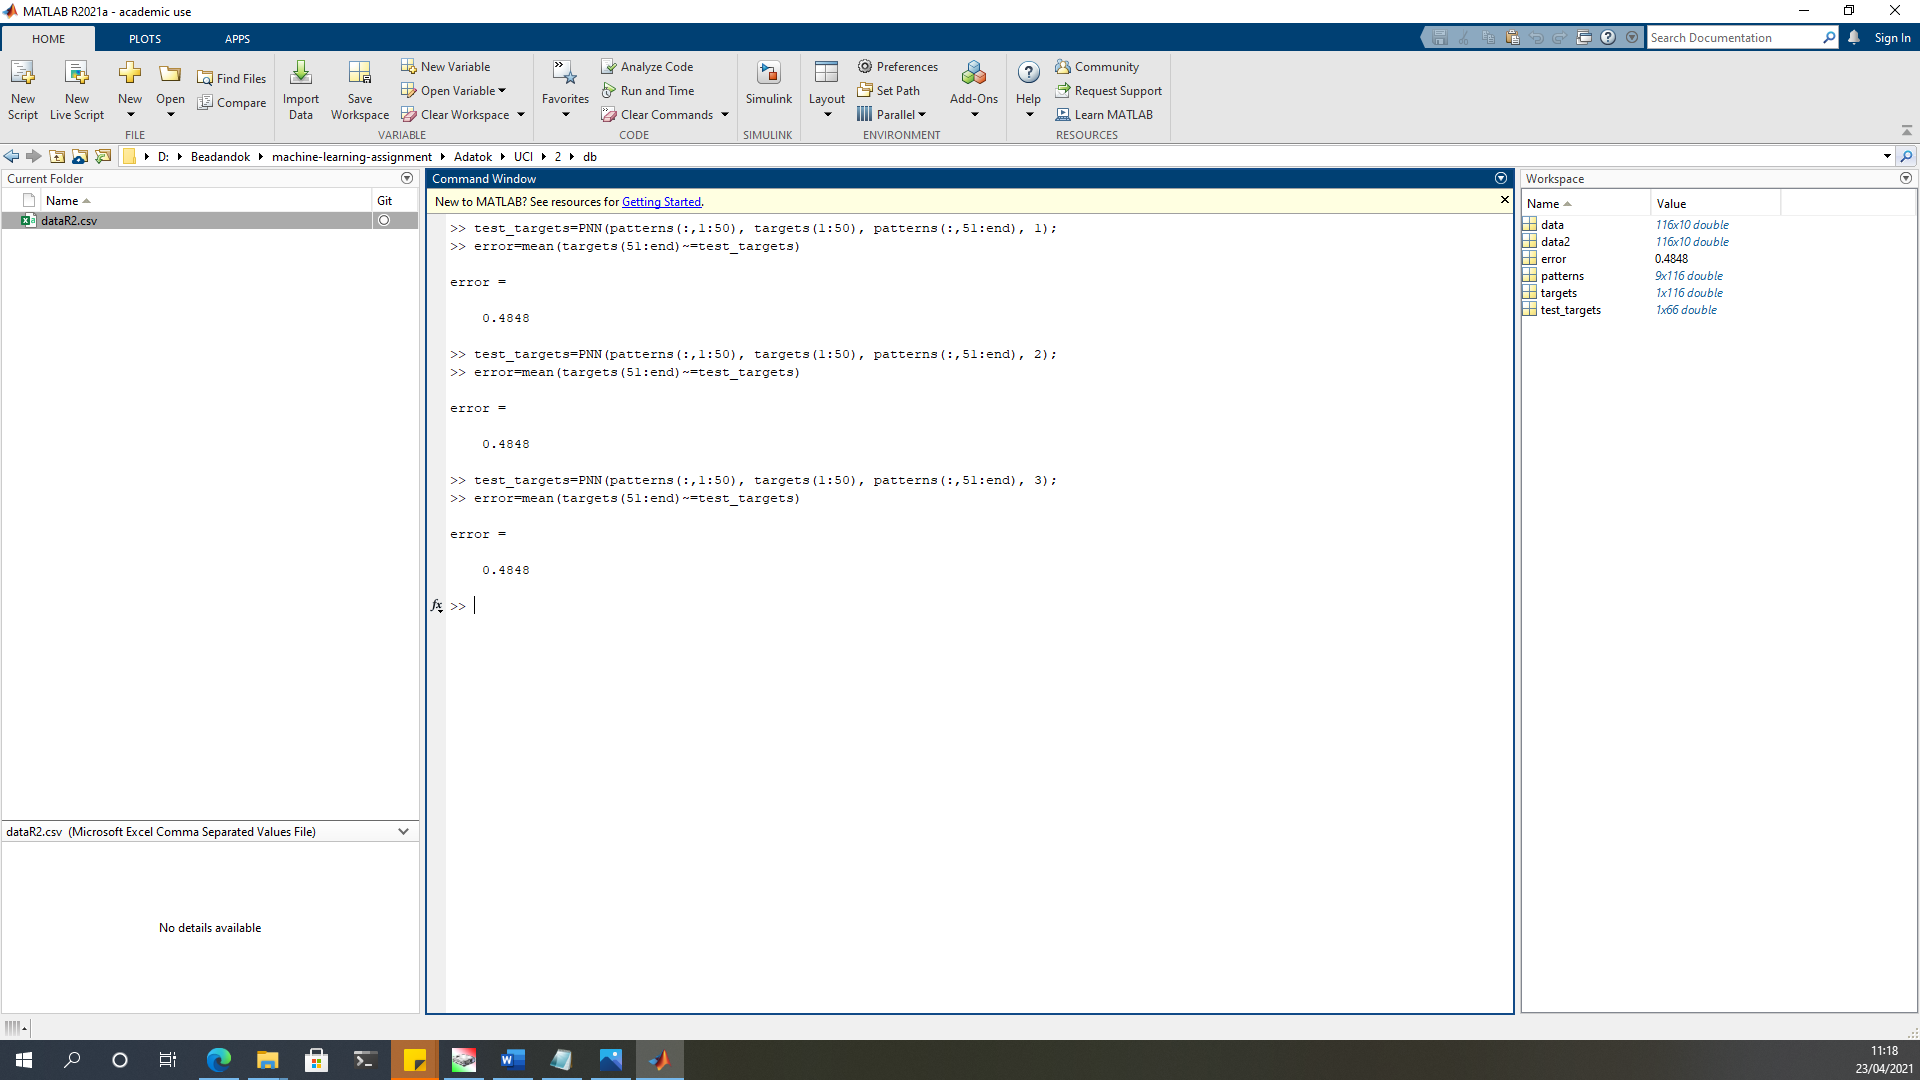 MATLAB R2021a - academic use
HOME PLOTS APPS
Search Documentation
Sign In
New Script
New Live Script
New
Open
Find Files
Compare
FILE
Import Data
Save Workspace
New Variable
Open Variable
Clear Workspace
VARIABLE
Favorites
Analyze Code
Run and Time
Clear Commands
CODE
Simulink
SIMULINK
Layout
Preferences
Set Path
Parallel
Add-Ons
ENVIRONMENT
Help
Community
Request Support
Learn MATLAB
RESOURCES
D: Beadandok machine-learning-assignment Adatok UCI 2 db
Current Folder
Name Git
dataR2.csv
dataR2.csv (Microsoft Excel Comma Separated Values File)
No details available
Command Window
New to MATLAB? See resources for Getting Started.
>> test_targets=PNN(patterns(:,1:50), targets(1:50), patterns(:,51:end), 1);
>> error=mean(targets(51:end)~=test_targets)
error =
0.4848
>> test_targets=PNN(patterns(:,1:50), targets(1:50), patterns(:,51:end), 2);
>> error=mean(targets(51:end)~=test_targets)
error =
0.4848
>> test_targets=PNN(patterns(:,1:50), targets(1:50), patterns(:,51:end), 3);
>> error=mean(targets(51:end)~=test_targets)
error =
0.4848
fx >>
Workspace
Name Value
data 116x10 double
data2 116x10 double
error 0.4848
patterns 9x116 double
targets 1x116 double
test_targets 1x66 double
11:18
23/04/2021